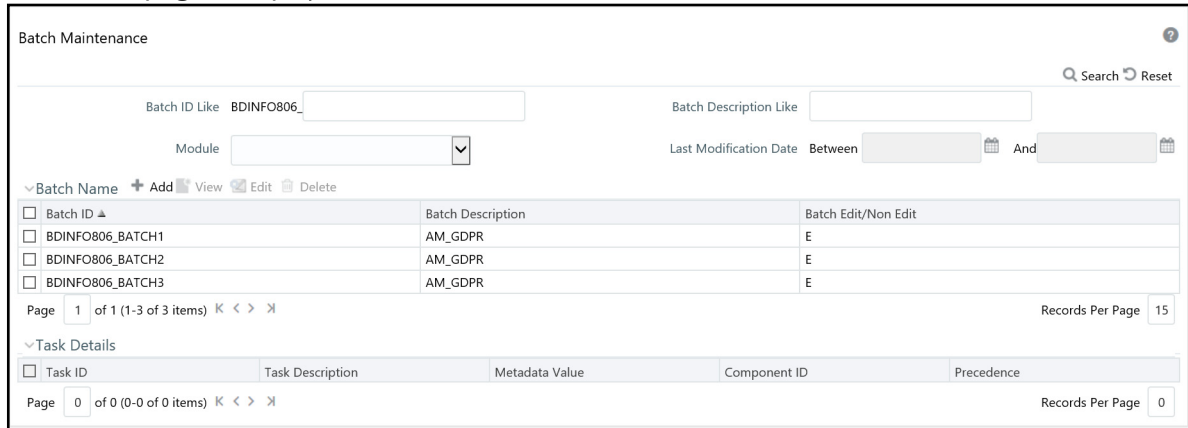 Batch Maintenance
Search Reset
Batch ID Like BDINFO806_ Batch Description Like
Module Last Modification Date Between And
Batch Name Add View Edit Delete
Batch ID Batch Description Batch Edit/Non Edit
BDINFO806_BATCH1 AM_GDPR E
BDINFO806_BATCH2 AM_GDPR E
BDINFO806_BATCH3 AM_GDPR E
Page 1 of 1 (1-3 of 3 items) Records Per Page 15
Task Details
Task ID Task Description Metadata Value Component ID Precedence
Page 0 of 0 (0-0 of 0 items) Records Per Page 0